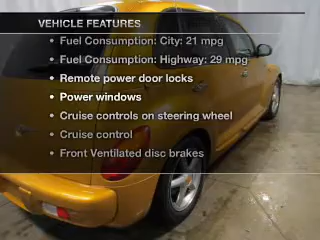 VEHICLE FEATURES
• Fuel Consumption: City: 21 mpg
• Fuel Consumption: Highway: 29 mpg
• Remote power door locks
• Power windows
• Cruise controls on steering wheel
• Cruise control
• Front Ventilated disc brakes